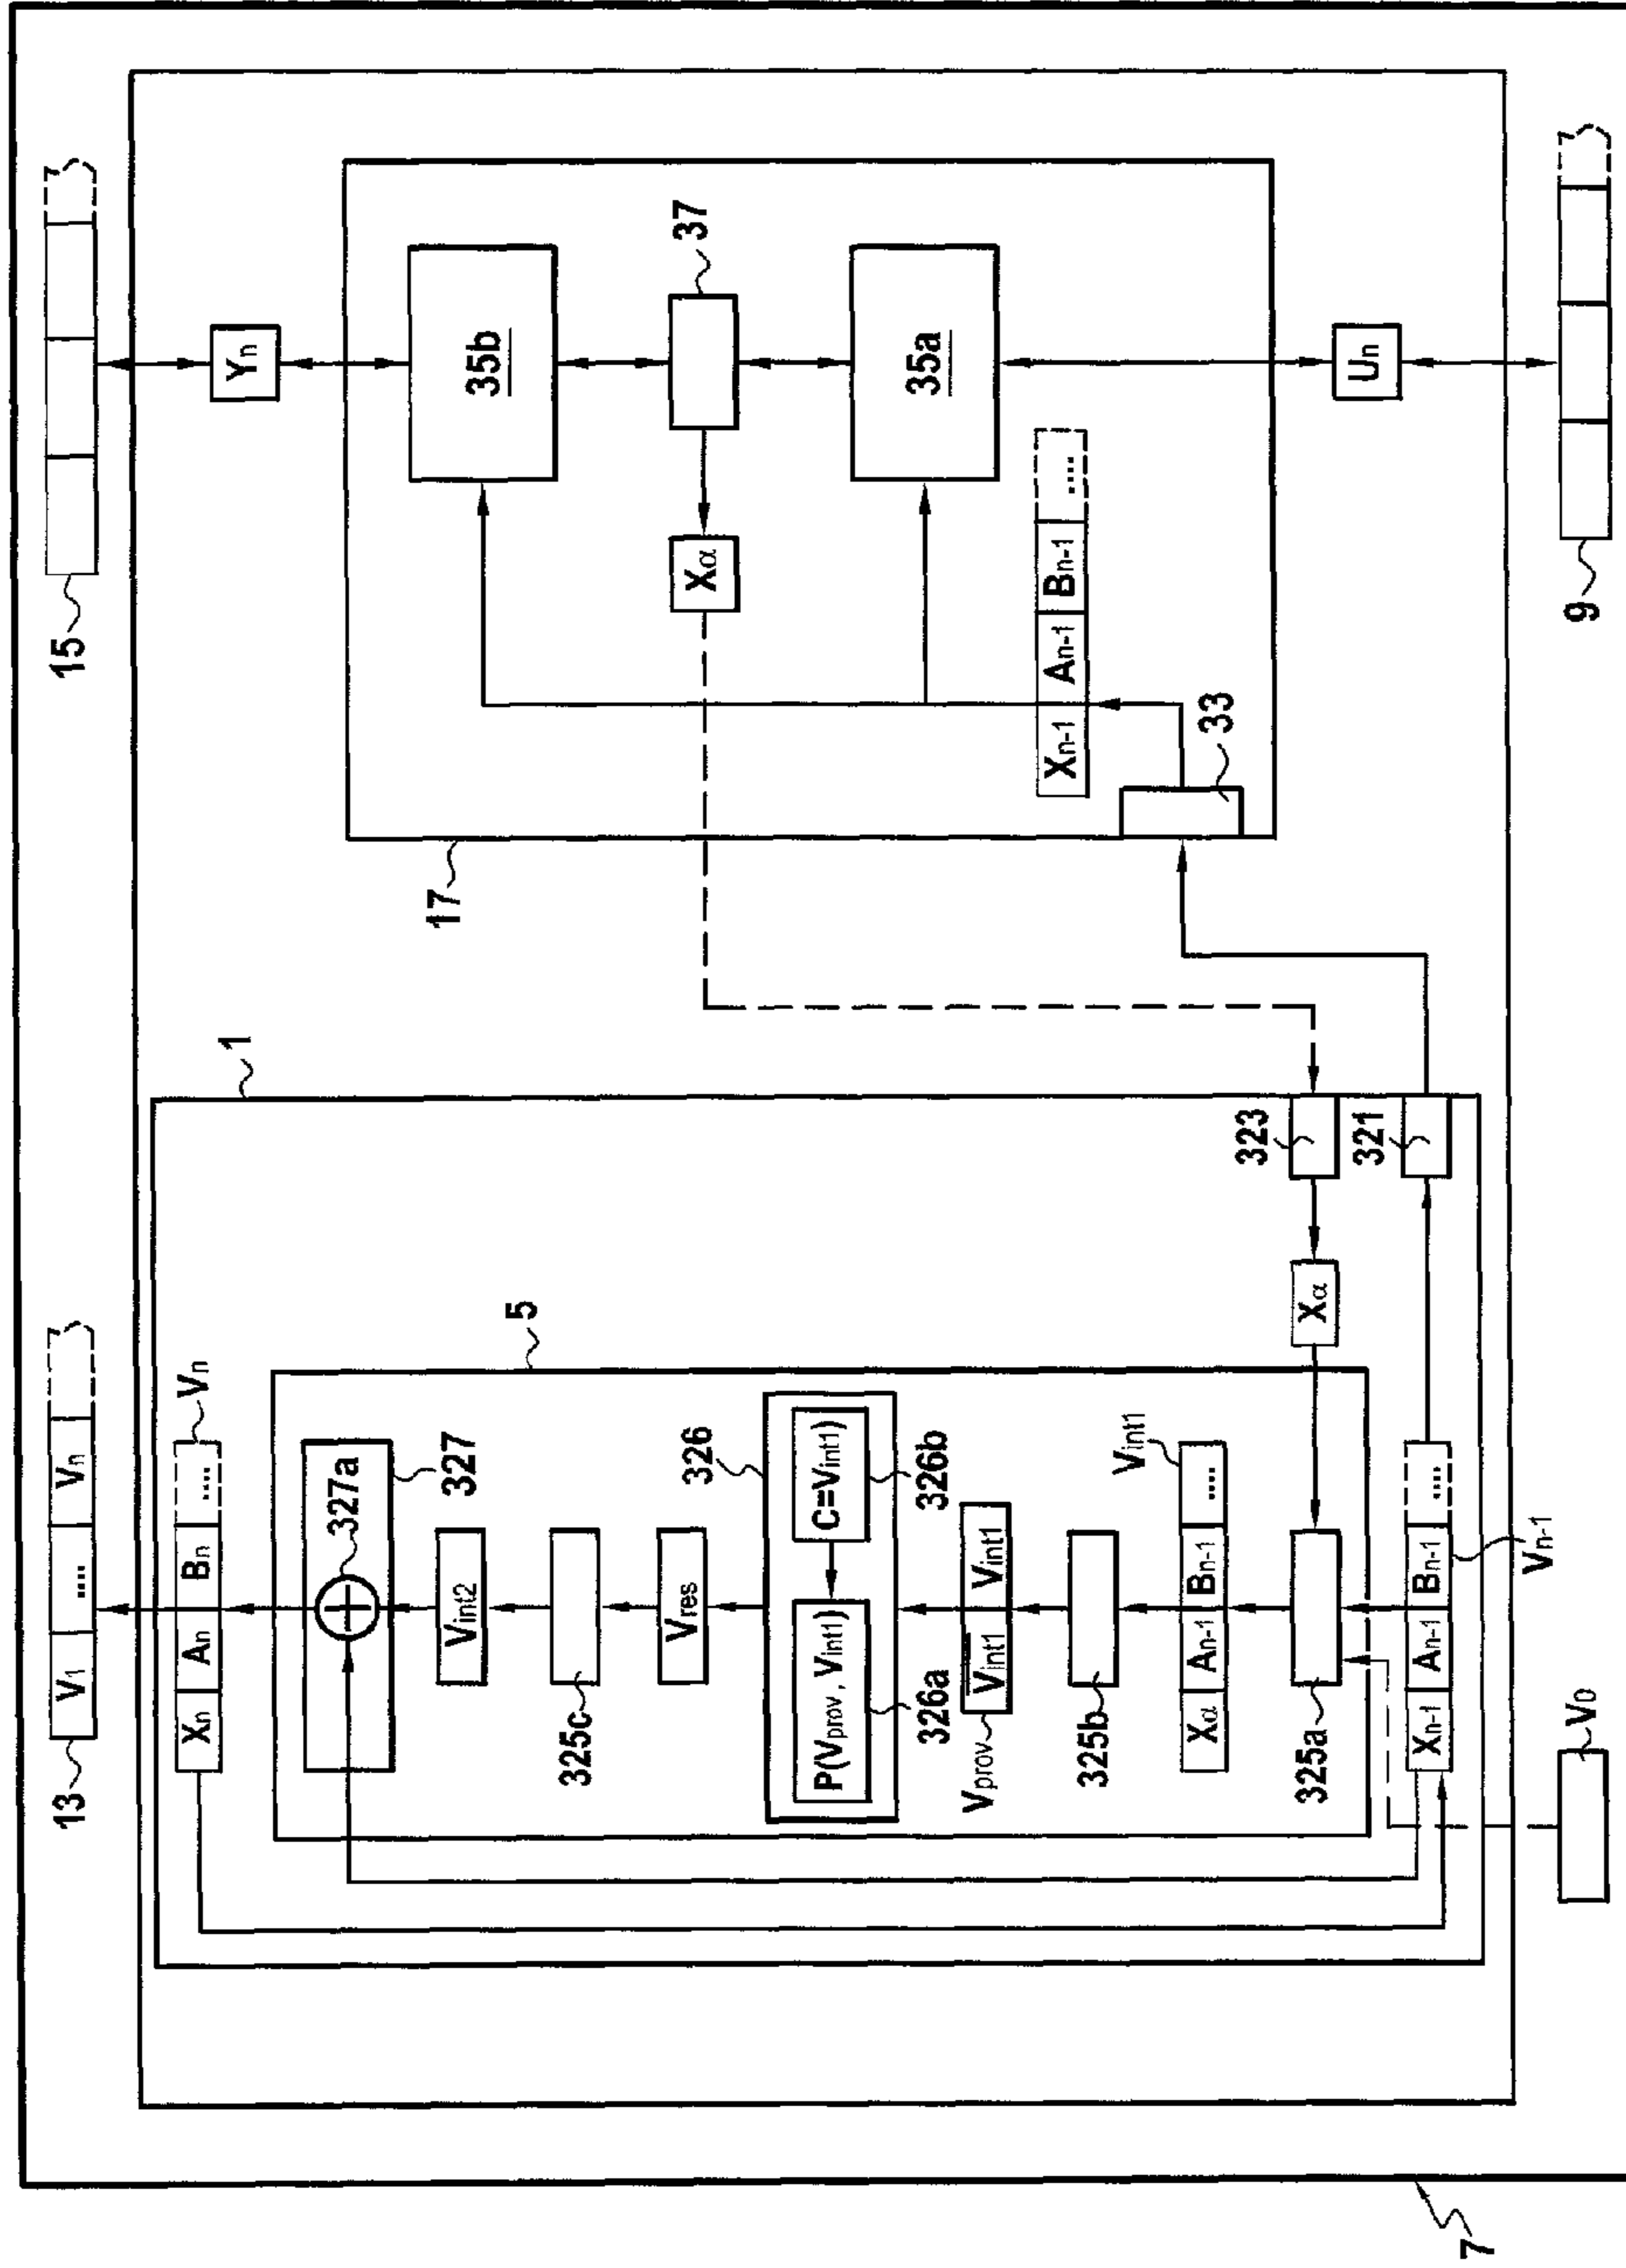 13
V1 .... Vn
15
Xn An Bn .... Vn
Yn
1
5
327a
327
35b
Vint2
325c
37
Vres
Xα
326
P(Vprov, Vint1) C=Vint1)
326a 326b
35a
Vprov
Vint1 Vint1
17
325b
Vint1
Xα An-1 Bn-1 ....
Xn-1 An-1 Bn-1 ....
33
323
Xα
325a
321
Xn-1 An-1 Bn-1 ....
Vn-1
Un
V0
9
7